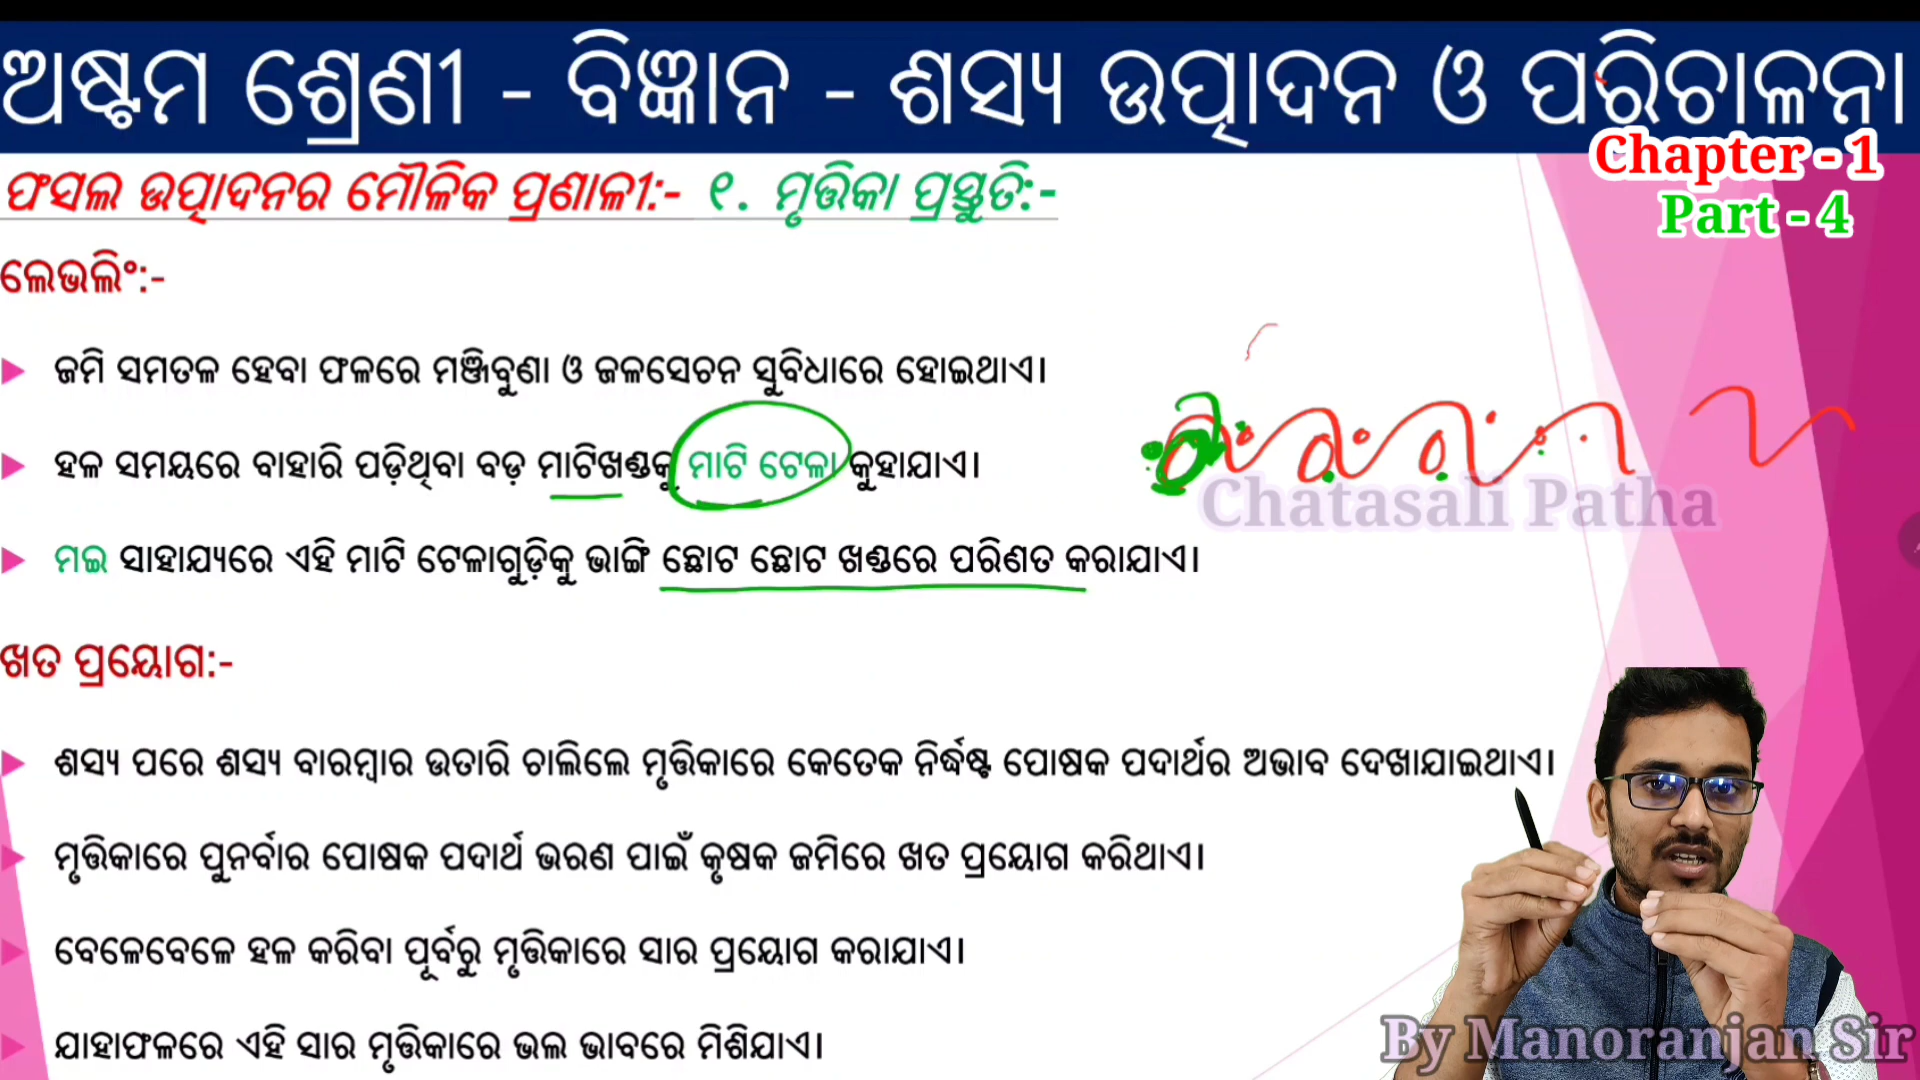 ଅଷ୍ଟମ ଶ୍ରେଣୀ - ବିଜ୍ଞାନ - ଶସ୍ୟ ଉତ୍ପାଦନ ଓ ପରିଚାଳନା
Chapter - 1
Part - 4
ଫସଲ ଉତ୍ପାଦନର ମୌଳିକ ପ୍ରଣାଳୀ:- ୧. ମୃତ୍ତିକା ପ୍ରସ୍ତୁତି:-
ଲେଭଲିଂ:-
ଜମି ସମତଳ ହେବା ଫଳରେ ମଞ୍ଜିବୁଣା ଓ ଜଳସେଚନ ସୁବିଧାରେ ହୋଇଥାଏ।
ହଳ ସମୟରେ ବାହାରି ପଡ଼ିଥିବା ବଡ଼ ମାଟିଖଣ୍ଡକୁ ମାଟି ଟେଳା କୁହାଯାଏ।
Chatasali Patha
ମଇ ସାହାଯ୍ୟରେ ଏହି ମାଟି ଟେଳାଗୁଡ଼ିକୁ ଭାଙ୍ଗି ଛୋଟ ଛୋଟ ଖଣ୍ଡରେ ପରିଣତ କରାଯାଏ।
ଖତ ପ୍ରୟୋଗ:-
ଶସ୍ୟ ପରେ ଶସ୍ୟ ବାରମ୍ବାର ଉତାରି ଚାଲିଲେ ମୃତ୍ତିକାରେ କେତେକ ନିର୍ଦ୍ଧଷ୍ଟ ପୋଷକ ପଦାର୍ଥର ଅଭାବ ଦେଖାଯାଇଥାଏ।
ମୃତ୍ତିକାରେ ପୁନର୍ବାର ପୋଷକ ପଦାର୍ଥ ଭରଣ ପାଇଁ କୃଷକ ଜମିରେ ଖତ ପ୍ରୟୋଗ କରିଥାଏ।
ବେଳେବେଳେ ହଳ କରିବା ପୂର୍ବରୁ ମୃତ୍ତିକାରେ ସାର ପ୍ରୟୋଗ କରାଯାଏ।
ଯାହାଫଳରେ ଏହି ସାର ମୃତ୍ତିକାରେ ଭଲ ଭାବରେ ମିଶିଯାଏ।
By Manoranjan Sir